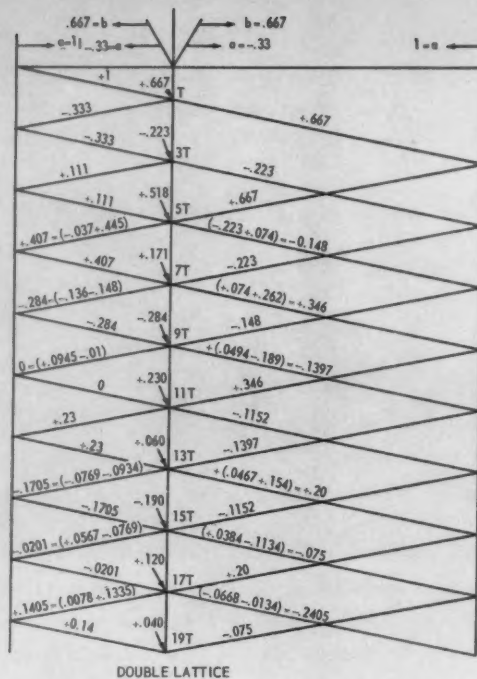 .667=b b=.667
a=1 -.33=a a=-.33 1=a
+1
+.667 T
+.667
-.333
-.223
3T
-.333 -.223
+.111 +.667
+.518
5T
+.111 (-.223+.074)=-0.148
+.407=(-.037+.445) -.223
+.171
7T
+.407 (+.074+.262)=+.346
-.284-(-.136-.148) -.148
-.284
9T
-.284 +(.0494-.189)=-.1397
0=(+.0945-.01) +.346
+.230
11T
0 -.1152
+.23 -.1397
+.060
13T
+.23 +(.0467+.154)=+.20
-.1705=(-.0769-.0934) -.1152
-.190
15T
-.1705 (+.0384-.1134)=-.075
-.0201=(+.0567-.0769) +.20
+.120
17T
-.0201 (-.0668-.0134)=-.2405
+.1405=(.0078+.1335) -.075
+.040
+0.14 19T
DOUBLE LATTICE